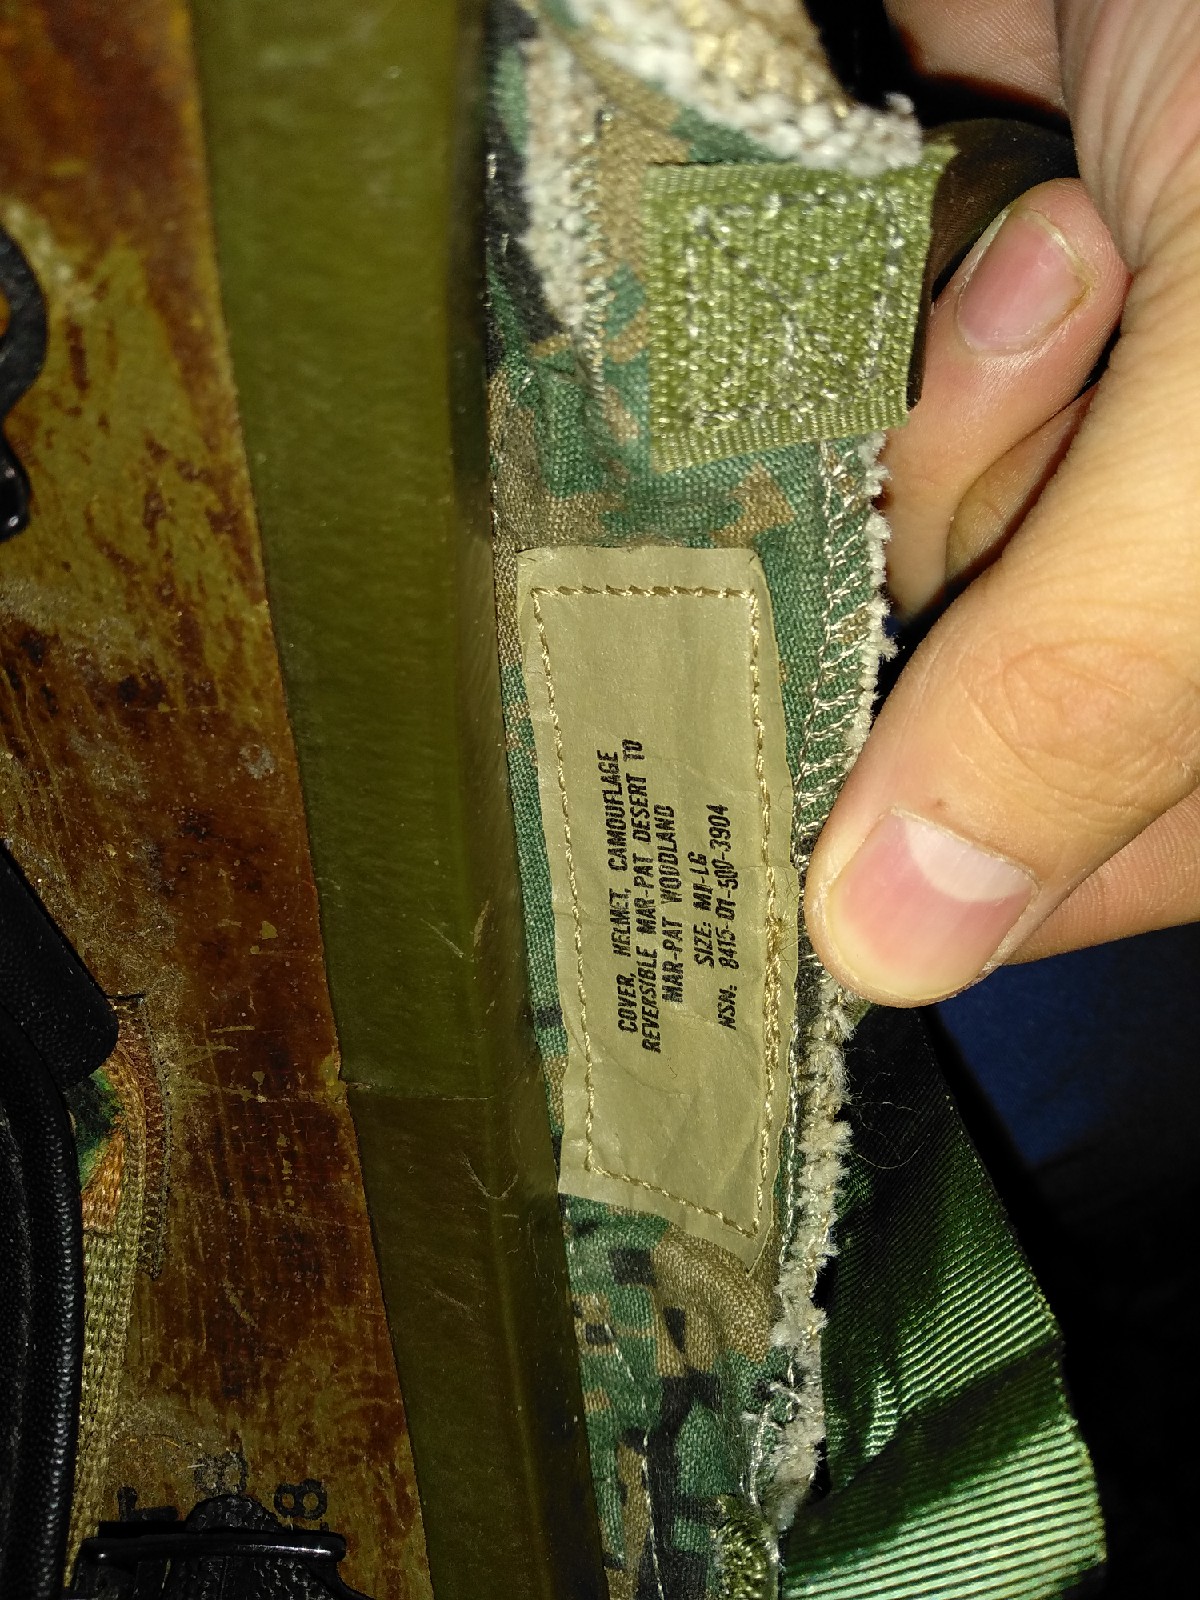 COVER, HELMET, CAMOUFLAGE
REVERSIBLE MAR-PAT DESERT TO
MAR-PAT WOODLAND
SIZE: MD-LG
NSN: 8415-01-500-3904